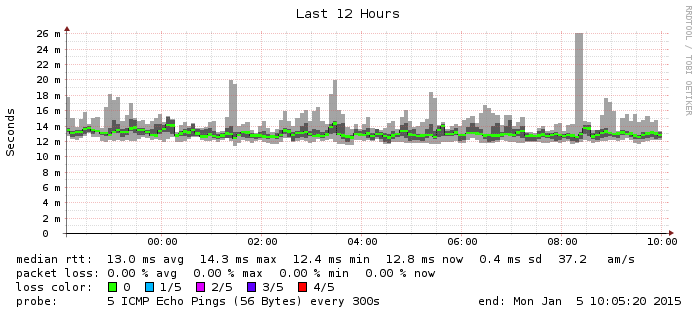 Last 12 Hours
RRDTOOL / TOBI OETIKER
Seconds
26 m
24 m
22 m
20 m
18 m
16 m
14 m
12 m
10 m
8 m
6 m
4 m
2 m
0
00:00 02:00 04:00 06:00 08:00 10:00
median rtt: 13.0 ms avg 14.3 ms max 12.4 ms min 12.8 ms now 0.4 ms sd 37.2 am/s
packet loss: 0.00 % avg 0.00 % max 0.00 % min 0.00 % now
loss color: 0 1/5 2/5 3/5 4/5
probe: 5 ICMP Echo Pings (56 Bytes) every 300s end: Mon Jan 5 10:05:20 2015